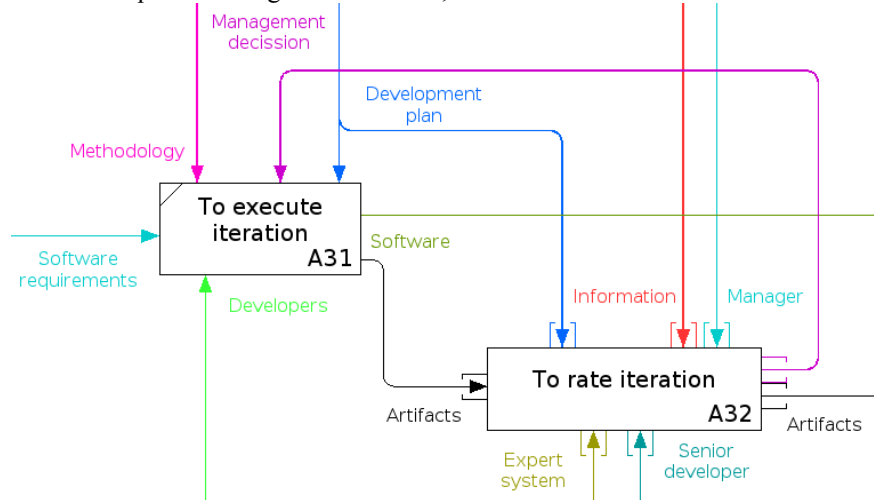 Management
decission
Development
plan
Methodology
To execute
iteration
A31
Software
Software
requirements
Developers
Information
Manager
To rate iteration
A32
Artifacts
Artifacts
Expert
system
Senior
developer